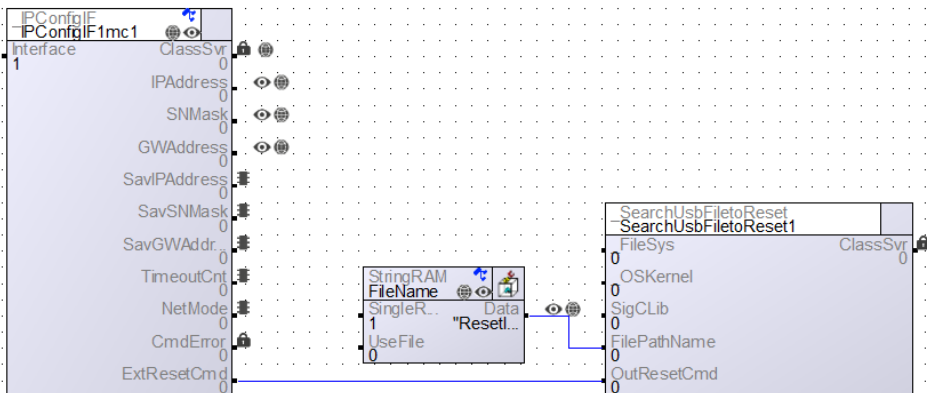 _IPConfigIF
IPConfigIF1mc1
Interface
1
ClassSvr
0
IPAddress
0
SNMask
0
GWAddress
0
SavIPAddress
0
SavSNMask
0
SavGWAddr...
0
TimeoutCnt
0
NetMode
0
CmdError
0
ExtResetCmd
0
StringRAM
FileName
SingleR...
1
Data
"ResetI...
UseFile
0
_SearchUsbFiletoReset
SearchUsbFiletoReset1
FileSys
0
ClassSvr
0
OSKernel
0
SigCLib
0
FilePathName
0
OutResetCmd
0